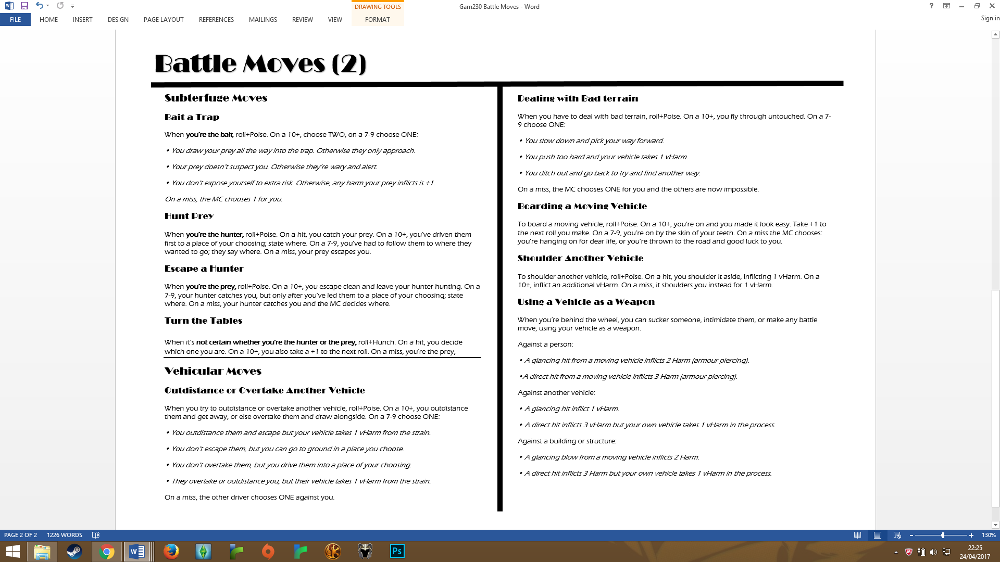 DRAWING TOOLS
Gam230 Battle Moves - Word
?
FILE
HOME
INSERT
DESIGN
PAGE LAYOUT
REFERENCES
MAILINGS
REVIEW
VIEW
FORMAT
Sign in
Battle Moves (2)
Subterfuge Moves
Bait a Trap
When you're the bait, roll+Poise. On a 10+, choose TWO, on a 7-9 choose ONE:
• You draw your prey all the way into the trap. Otherwise they only approach.
• Your prey doesn't suspect you. Otherwise they're wary and alert.
• You don't expose yourself to extra risk. Otherwise, any harm your prey inflicts is +1.
On a miss, the MC chooses 1 for you.
Hunt Prey
When you're the hunter, roll+Poise. On a hit, you catch your prey. On a 10+, you've driven them
first to a place of your choosing; state where. On a 7-9, you've had to follow them to where they
wanted to go; they say where. On a miss, your prey escapes you.
Escape a Hunter
When you're the prey, roll+Poise. On a 10+, you escape clean and leave your hunter hunting. On a
7-9, your hunter catches you, but only after you've led them to a place of your choosing; state
where. On a miss, your hunter catches you and the MC decides where.
Turn the Tables
When it's not certain whether you're the hunter or the prey, roll+Hunch. On a hit, you decide
which one you are. On a 10+, you also take a +1 to the next roll. On a miss, you're the prey,
Vehicular Moves
Outdistance or Overtake Another Vehicle
When you try to outdistance or overtake another vehicle, roll+Poise. On a 10+, you outdistance
them and get away, or else overtake them and draw alongside. On a 7-9 choose ONE:
• You outdistance them and escape but your vehicle takes 1 vHarm from the strain.
• You don't escape them, but you can go to ground in a place you choose.
• You don't overtake them, but you drive them into a place of your choosing.
• They overtake or outdistance you, but their vehicle takes 1 vHarm from the strain.
On a miss, the other driver chooses ONE against you.
Dealing with Bad terrain
When you have to deal with bad terrain, roll+Poise. On a 10+, you fly through untouched. On a 7-
9 choose ONE:
• You slow down and pick your way forward.
• You push too hard and your vehicle takes 1 vHarm.
• You ditch out and go back to try and find another way.
On a miss, the MC chooses ONE for you and the others are now impossible.
Boarding a Moving Vehicle
To board a moving vehicle, roll+Poise. On a 10+, you're on and you made it look easy. Take +1 to
the next roll you make. On a 7-9, you're on by the skin of your teeth. On a miss the MC chooses:
you're hanging on for dear life, or you're thrown to the road and good luck to you.
Shoulder Another Vehicle
To shoulder another vehicle, roll+Poise. On a hit, you shoulder it aside, inflicting 1 vHarm. On a
10+, inflict an additional vHarm. On a miss, it shoulders you instead for 1 vHarm.
Using a Vehicle as a Weapon
When you're behind the wheel, you can sucker someone, intimidate them, or make any battle
move, using your vehicle as a weapon.
Against a person:
• A glancing hit from a moving vehicle inflicts 2 Harm (armour piercing).
•A direct hit from a moving vehicle inflicts 3 Harm (armour piercing).
Against another vehicle:
• A glancing hit inflict 1 vHarm.
• A direct hit inflicts 3 vHarm but your own vehicle takes 1 vHarm in the process.
Against a building or structure:
• A glancing blow from a moving vehicle inflicts 2 Harm.
• A direct hit inflicts 3 Harm but your own vehicle takes 1 vHarm in the process.
PAGE 2 OF 2
1226 WORDS
130%
Ps
22:25
24/04/2017